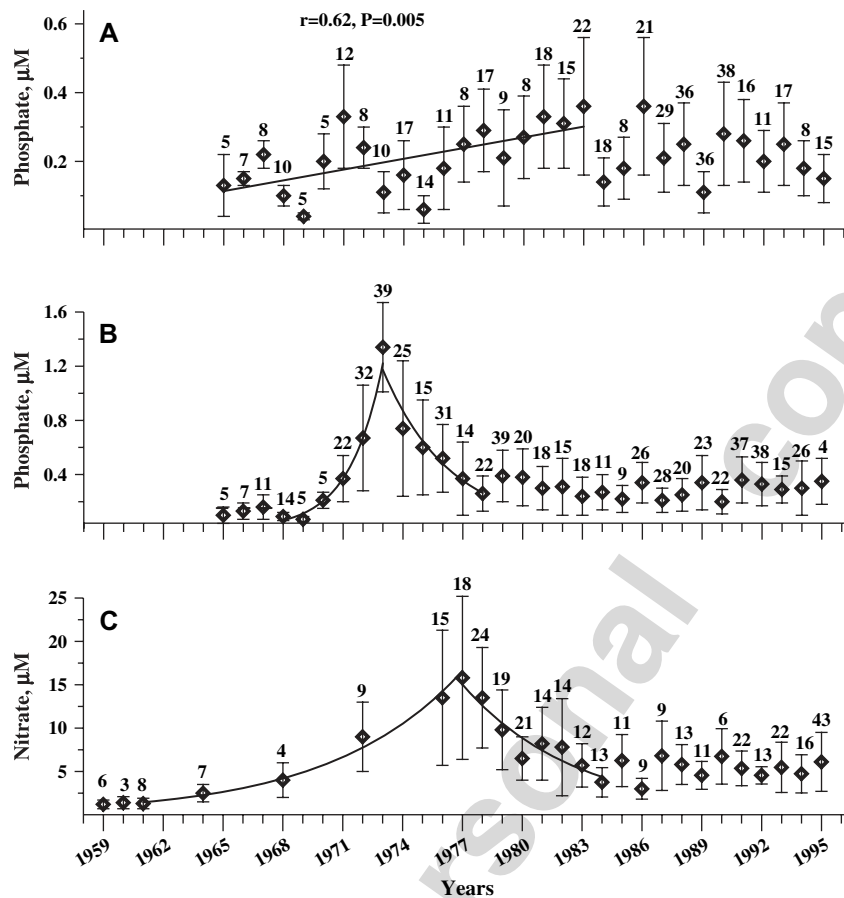 A
r=0.62, P=0.005
Phosphate, μM
0.6
0.4
0.2
5 7 8 10 5 5 12 8 10 17 14 11 8 17 9 8 18 15 22 18 8 21 29 36 36 38 16 11 17 8 15
B
Phosphate, μM
1.6
1.2
0.8
0.4
5 7 11 14 5 5 22 32 39 25 15 31 14 22 39 20 18 15 18 11 9 26 28 20 23 22 37 38 15 26 4
C
Nitrate, μM
25
20
15
10
5
6 3 8 7 4 9 15 18 24 19 21 14 14 12 13 11 9 9 13 11 6 22 13 22 16 43
1959 1962 1965 1968 1971 1974 1977 1980 1983 1986 1989 1992 1995
Years
rsonal
cop